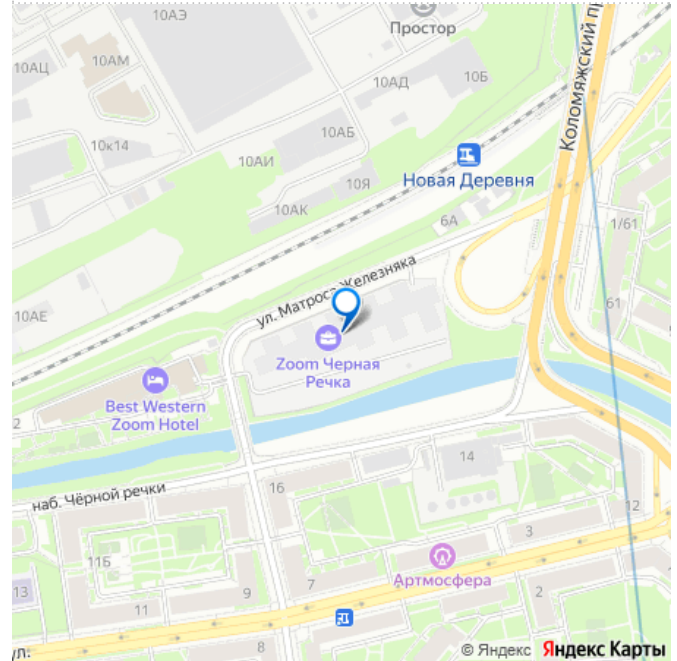 10АЭ
Простор
10АЦ
10АМ
10АД
10Б
Коломяжский пр
10к14
10АБ
10АИ
10Я
Новая Деревня
10АК
6А
1/61
ул. Матроса Железняка
10АЕ
61
Zoom Черная
Речка
Best Western
Zoom Hotel
2
14
наб. Чёрной речки
16
12
11Б
3
Артмосфера
13
7
9
2
11
8
ул:
© Яндекс Яндекс Карты